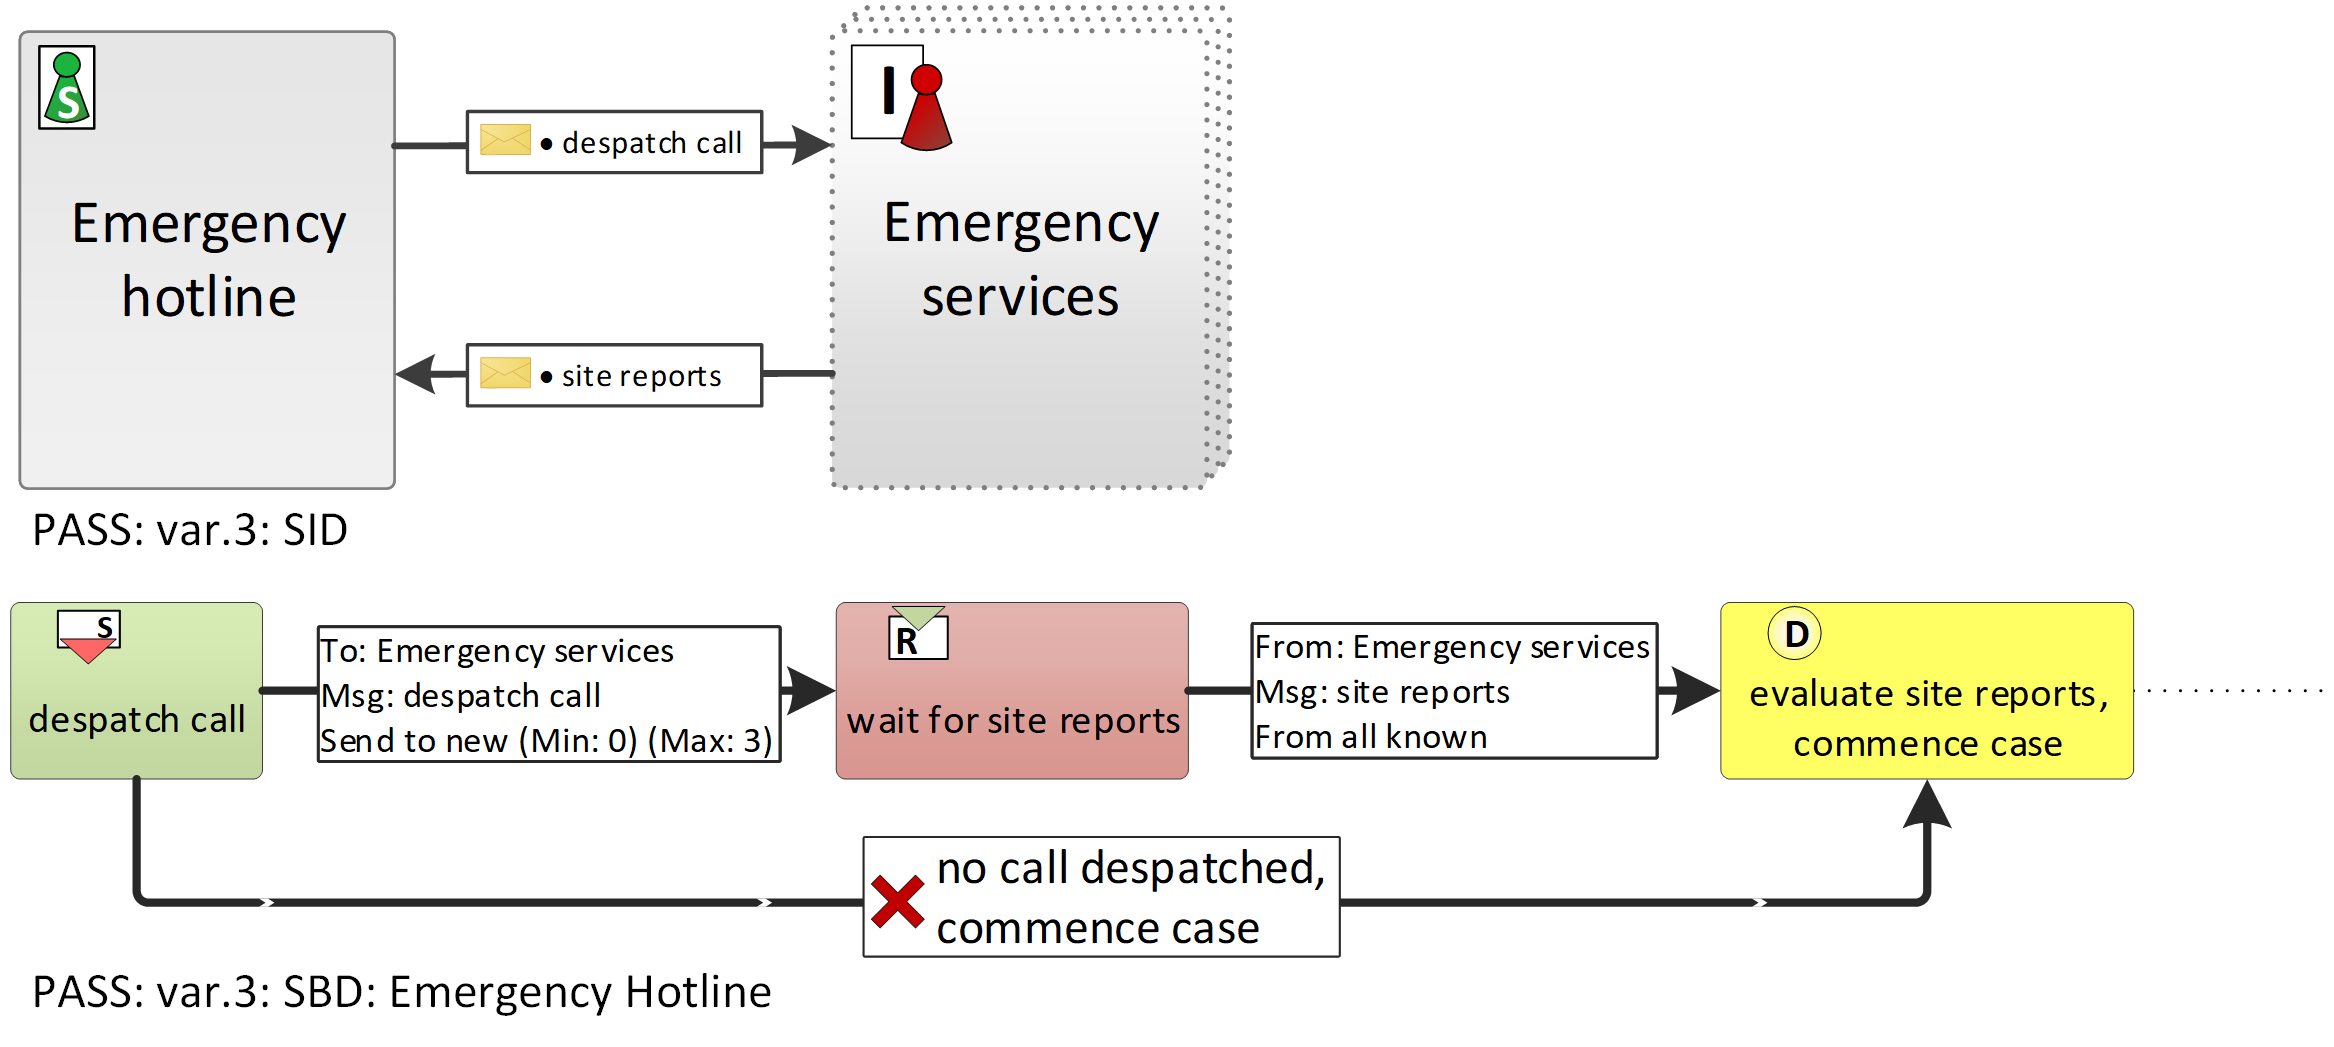 S
Emergency
hotline
• despatch call
• site reports
I
Emergency
services
PASS: var.3: SID
S
despatch call
To: Emergency services
Msg: despatch call
Send to new (Min: 0) (Max: 3)
R
wait for site reports
From: Emergency services
Msg: site reports
From all known
D
evaluate site reports,
commence case
no call despatched,
commence case
PASS: var.3: SBD: Emergency Hotline